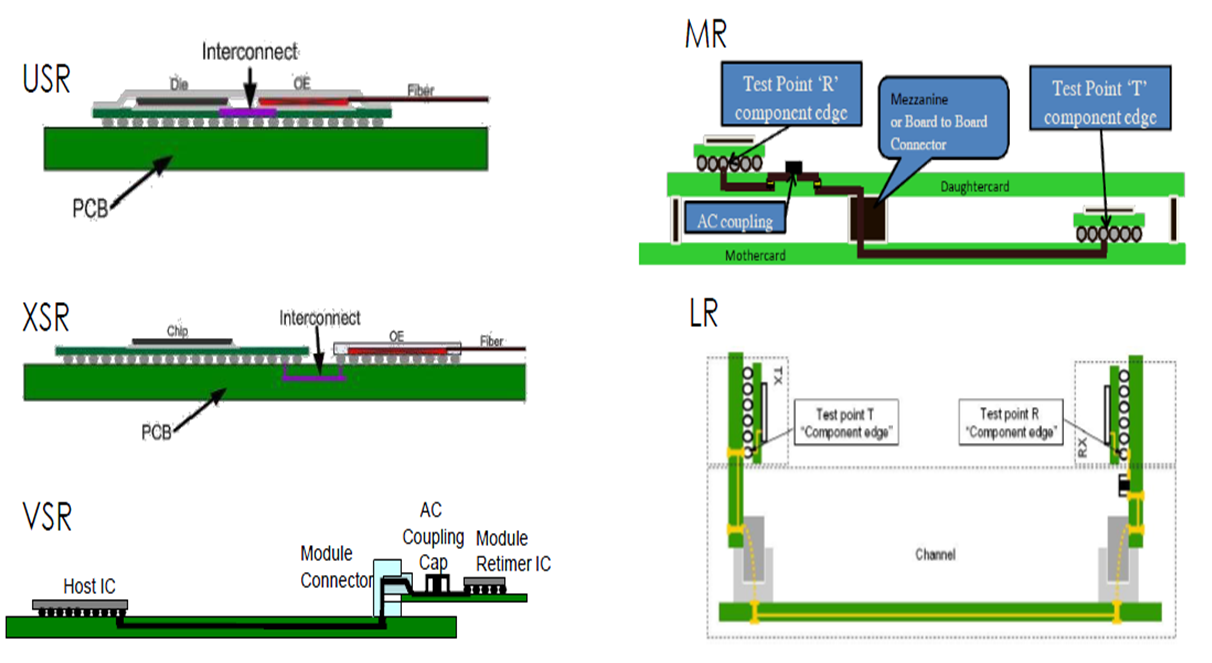 USR
Interconnect
Die
OE
Fiber
PCB
XSR
Chip
Interconnect
OE
Fiber
PCB
VSR
Host IC
Module
Connector
AC
Coupling
Cap
Module
Retimer IC
MR
Test Point ‘R’
component edge
Mezzanine
or Board to Board
Connector
Test Point ‘T’
component edge
Daughtercard
AC coupling
Mothercard
LR
TX
Test point T
"Component edge"
Test point R
"Component edge"
RX
Channel